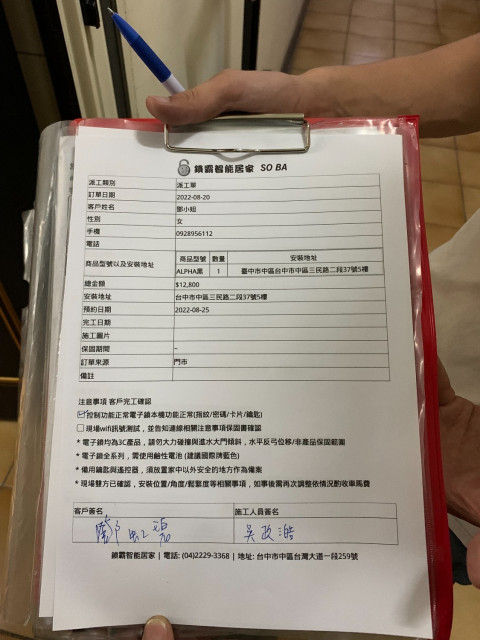 鎖霸智能居家 SO BA
派工類別 派工單
訂單日期 2022-08-20
客戶姓名 鄧小姐
性別 女
手機 0928956112
電話
商品型號以及安裝地址 商品型號 數量 安裝地址
ALPHA黑 1 臺中市中區台中市中區三民路二段37號5樓
總金額 $12,800
安裝地址 台中市中區三民路二段37號5樓
預約日期 2022-08-25
完工日期
施工圖片
保固期間 ~
訂單來源 門市
備註
注意事項 客戶完工確認
控制功能正常電子鎖本機功能正常(指紋/密碼/卡片/鑰匙)
現場wifi訊號測試，並告知連線相關注意事項保固書確認
* 電子鎖均為3C產品，請勿大力碰撞與進水大門傾斜，水平反弓位移/非產品保固範圍
* 電子鎖全系列，需使用鹼性電池 (建議國際牌藍色)
* 備用鑰匙與遙控器，須放置家中以外安全的地方作為備案
* 現場雙方已確認，安裝位置/角度/鬆緊度等相關事項，如事後需再次調整依情況酌收車馬費
客戶簽名 施工人員簽名
鄧 吳政澔
鎖霸智能居家 | 電話: (04)2229-3368 | 地址: 台中市中區台灣大道一段259號